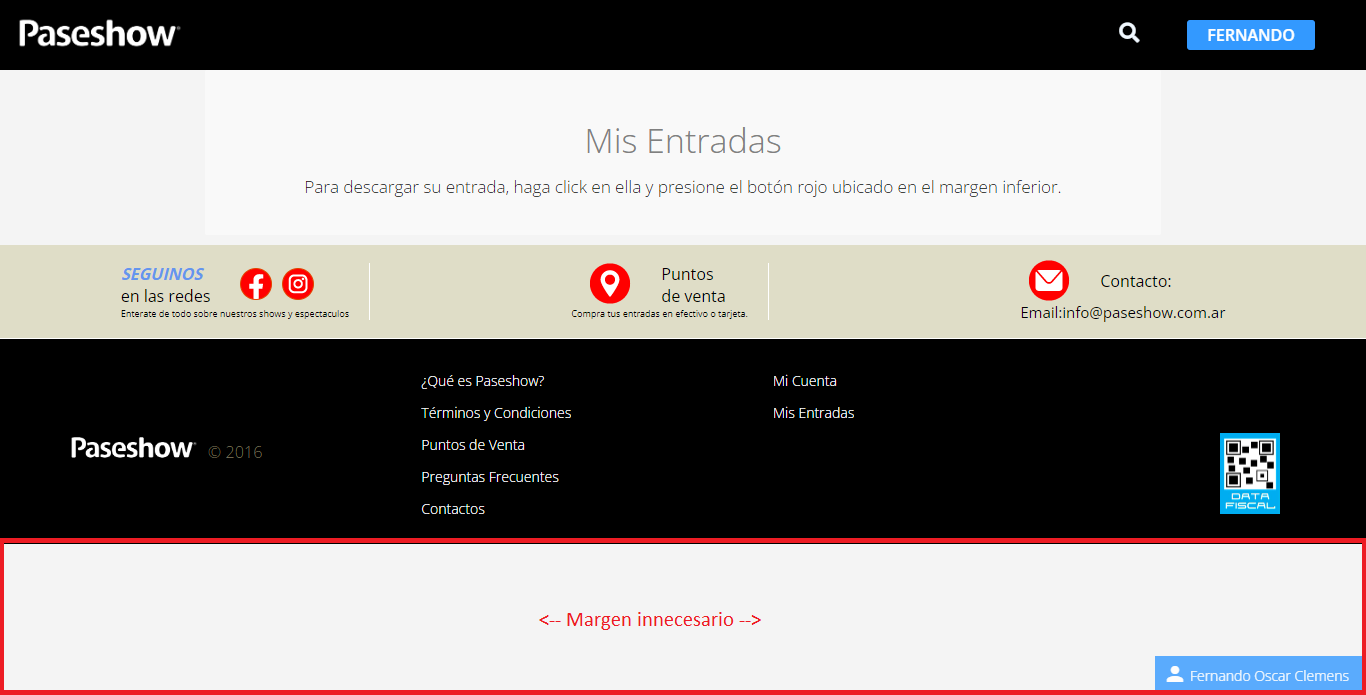 Paseshow
FERNANDO
Mis Entradas
Para descargar su entrada, haga click en ella y presione el botón rojo ubicado en el margen inferior.
SEGUINOS
en las redes
Enterate de todo sobre nuestros shows y espectaculos
Puntos
de venta
Compra tus entradas en efectivo o tarjeta.
Contacto:
Email:info@paseshow.com.ar
Paseshow © 2016
¿Qué es Paseshow?
Términos y Condiciones
Puntos de Venta
Preguntas Frecuentes
Contactos
Mi Cuenta
Mis Entradas
DATA
FISCAL
<-- Margen innecesario -->
Fernando Oscar Clemens